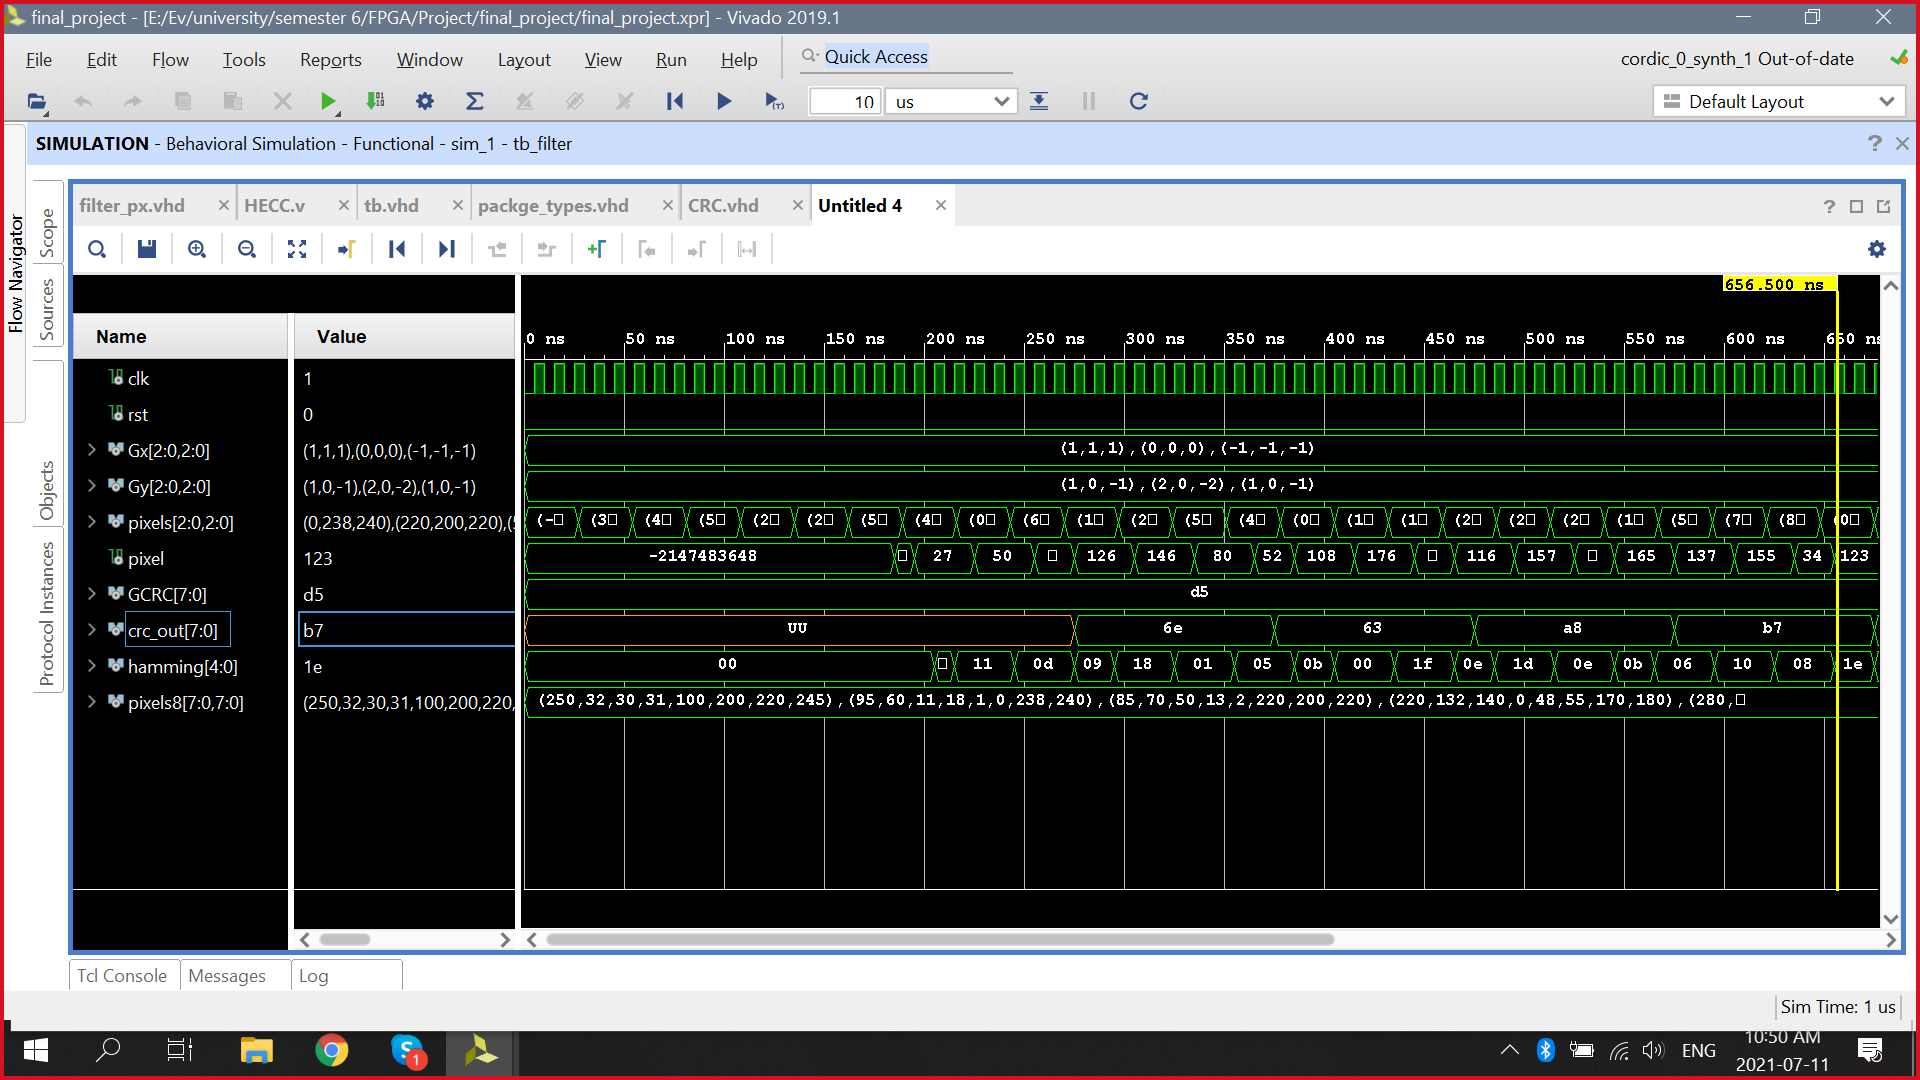 final_project - [E:/Ev/university/semester 6/FPGA/Project/final_project/final_project.xpr] - Vivado 2019.1
File Edit Flow Tools Reports Window Layout View Run Help Quick Access cordic_0_synth_1 Out-of-date
10 us Default Layout
SIMULATION - Behavioral Simulation - Functional - sim_1 - tb_filter
Flow Navigator
Scope
Sources
Objects
Protocol Instances
filter_px.vhd HECC.v tb.vhd packge_types.vhd CRC.vhd Untitled 4
656.500 ns
Name Value 0 ns 50 ns 100 ns 150 ns 200 ns 250 ns 300 ns 350 ns 400 ns 450 ns 500 ns 550 ns 600 ns
clk 1
rst 0
Gx[2:0,2:0] (1,1,1),(0,0,0),(-1,-1,-1) (1,1,1),(0,0,0),(-1,-1,-1)
Gy[2:0,2:0] (1,0,-1),(2,0,-2),(1,0,-1) (1,0,-1),(2,0,-2),(1,0,-1)
pixels[2:0,2:0] (0,238,240),(220,200,220),( (- (3 (4 (5 (2 (2 (5 (4 (0 (6 (1 (2 (5 (4 (0 (1 (1 (2 (2 (2 (1 (5 (7 (8 (0
pixel 123 -2147483648 27 50 126 146 80 52 108 176 116 157 165 137 155 34 123
GCRC[7:0] d5 d5
crc_out[7:0] b7 UU 6e 63 a8 b7
hamming[4:0] 1e 00 11 0d 09 18 01 05 0b 00 1f 0e 1d 0e 0b 06 10 08 1e
pixels8[7:0,7:0] (250,32,30,31,100,200,220, (250,32,30,31,100,200,220,245),(95,60,11,18,1,0,238,240),(85,70,50,13,2,220,200,220),(220,132,140,0,48,55,170,180),(280,
Tcl Console Messages Log
Sim Time: 1 us
S 1 ENG 10:50 AM
2021-07-11